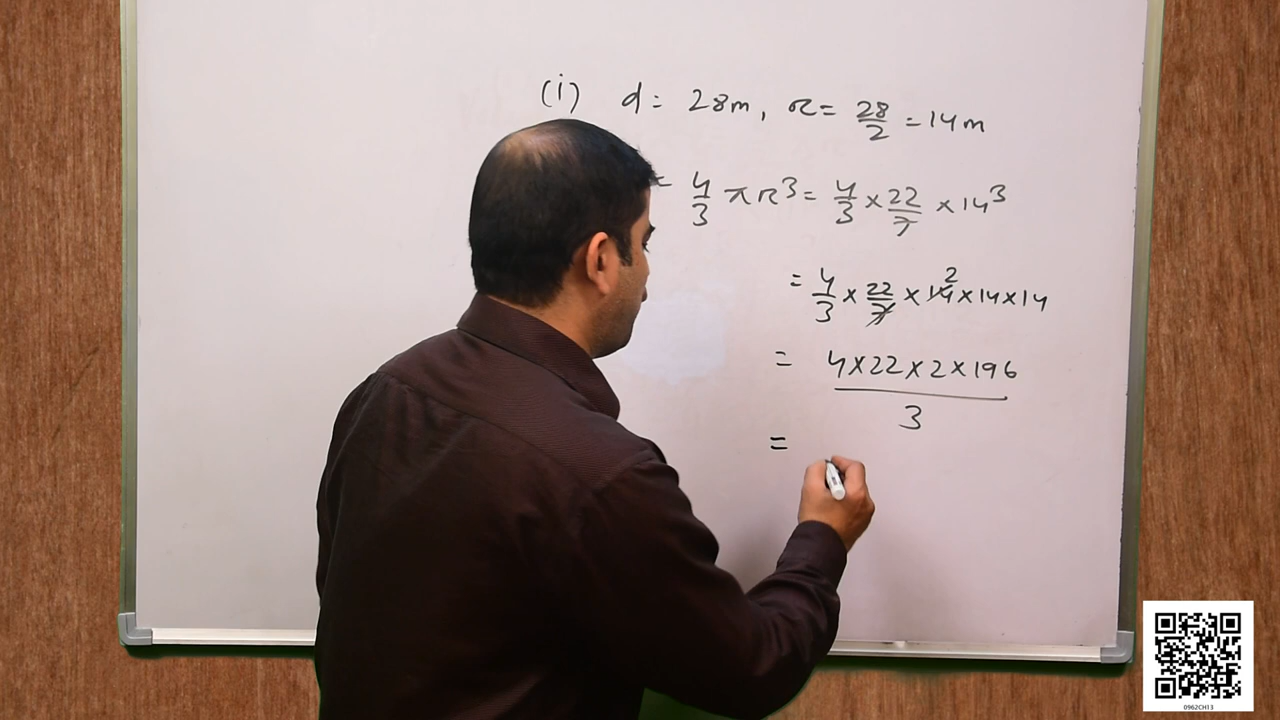 (i) d = 28m, r = 28/2 = 14m
= 4/3 πr³ = 4/3 × 22/7 × 14³
= 4/3 × 22/7 × 14 × 14 × 14
2
= 4×22×2×196
3
=
0962CH13